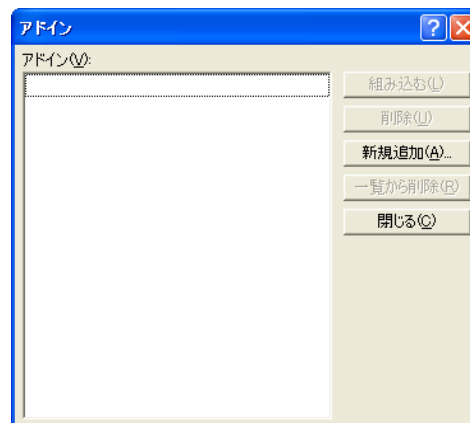 アドイン
アドイン(V):
組み込む(L)
削除(U)
新規追加(A)...
一覧から削除(R)
閉じる(C)